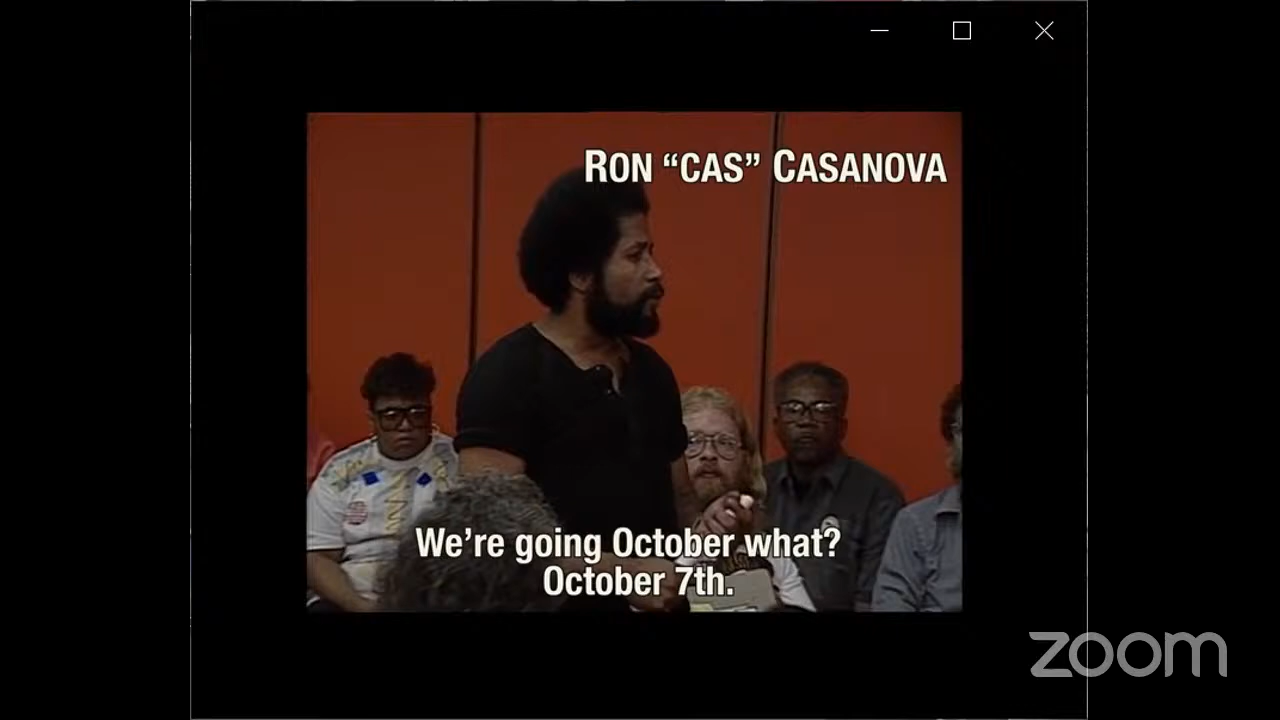 RON “CAS” CASANOVA
We’re going October what?
October 7th.
zoom